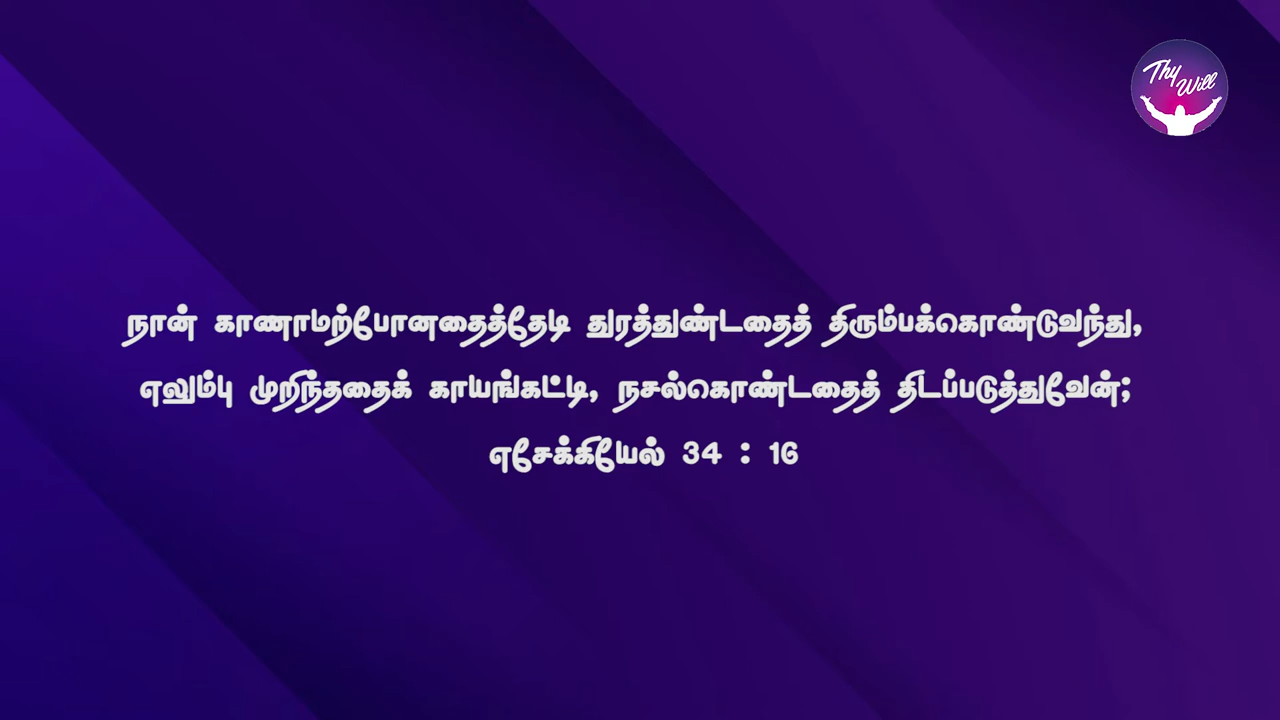 Thy
Will
நான் காணாமற்போனதைத்தேடி துரத்துண்டதைத் திரும்பக்கொண்டுவந்து,
எலும்பு முறிந்ததைக் காயங்கட்டி, நசல்கொண்டதைத் திடப்படுத்துவேன்;
எசேக்கியேல் 34 : 16